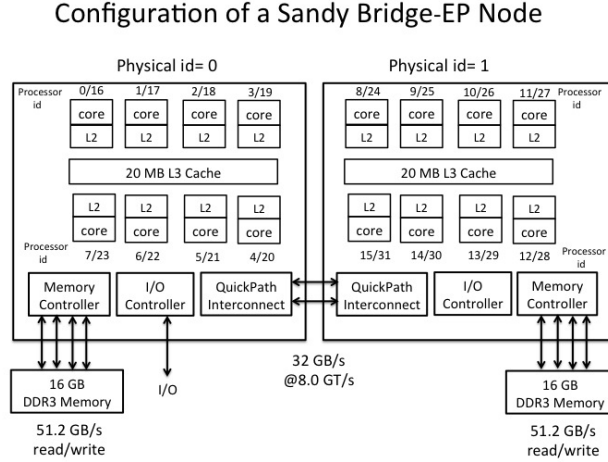 Configuration of a Sandy Bridge-EP Node
Physical id= 0
Physical id= 1
Processor id
0/16 1/17 2/18 3/19
core core core core
L2 L2 L2 L2
20 MB L3 Cache
L2 L2 L2 L2
core core core core
Processor id
7/23 6/22 5/21 4/20
Memory Controller
I/O Controller
QuickPath Interconnect
8/24 9/25 10/26 11/27
Processor id
core core core core
L2 L2 L2 L2
20 MB L3 Cache
L2 L2 L2 L2
core core core core
15/31 14/30 13/29 12/28
Processor id
QuickPath Interconnect
I/O Controller
Memory Controller
16 GB
DDR3 Memory
I/O
32 GB/s
@8.0 GT/s
16 GB
DDR3 Memory
51.2 GB/s
read/write
51.2 GB/s
read/write